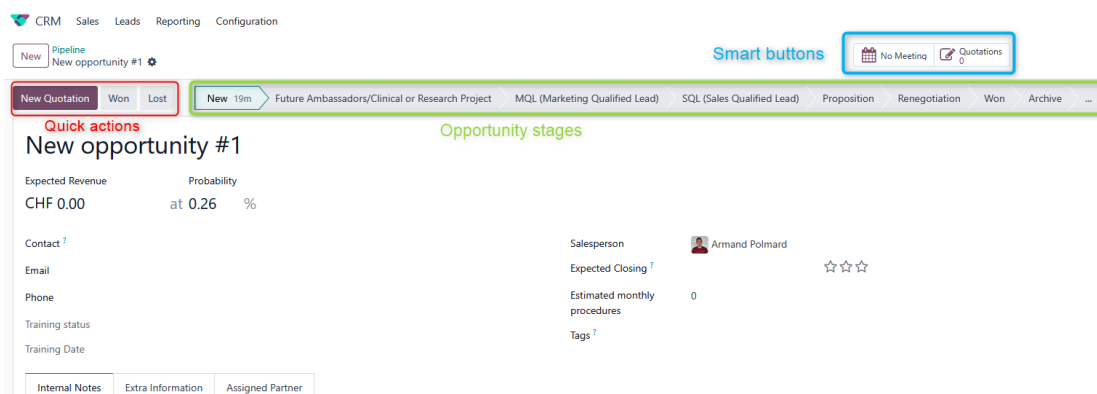 CRM Sales Leads Reporting Configuration
New
Pipeline
New opportunity #1
Smart buttons
No Meeting
Quotations
0
New Quotation Won Lost
New 19m Future Ambassadors/Clinical or Research Project MQL (Marketing Qualified Lead) SQL (Sales Qualified Lead) Proposition Renegotiation Won Archive ...
Quick actions
Opportunity stages
New opportunity #1
Expected Revenue Probability
CHF 0.00 at 0.26 %
Contact ?
Email
Phone
Training status
Training Date
Salesperson Armand Polmard
Expected Closing ?
Estimated monthly
procedures 0
Tags ?
Internal Notes Extra Information Assigned Partner